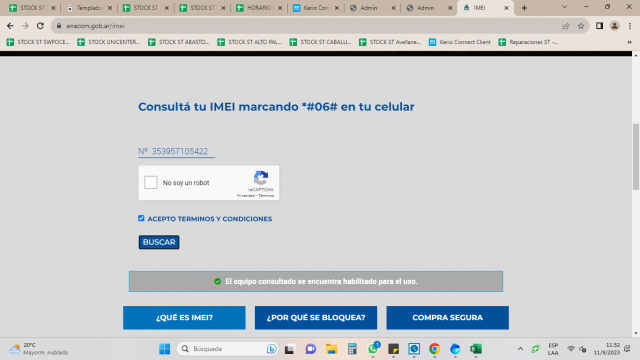 STOCK ST
Templado
STOCK ST
STOCK ST
HORARIOS
Kerio Conn
Admin
Admin
IMEI
enacom.gob.ar/imei
STOCK ST SWPOCE...
STOCK UNICENTER...
STOCK ST ABASTO...
STOCK ST ALTO PAL...
STOCK ST CABALLI...
STOCK ST Avellane...
Kerio Connect Client
Reparaciones ST -...
Consultá tu IMEI marcando *#06# en tu celular
Nº 353957105422
No soy un robot
reCAPTCHA
Privacidad - Términos
ACEPTO TERMINOS Y CONDICIONES
BUSCAR
El equipo consultado se encuentra habilitado para el uso.
¿QUÉ ES IMEI?
¿POR QUÉ SE BLOQUEA?
COMPRA SEGURA
20°C
Mayorm. nublado
Búsqueda
1
ESP
LAA
11:32
11/9/2023